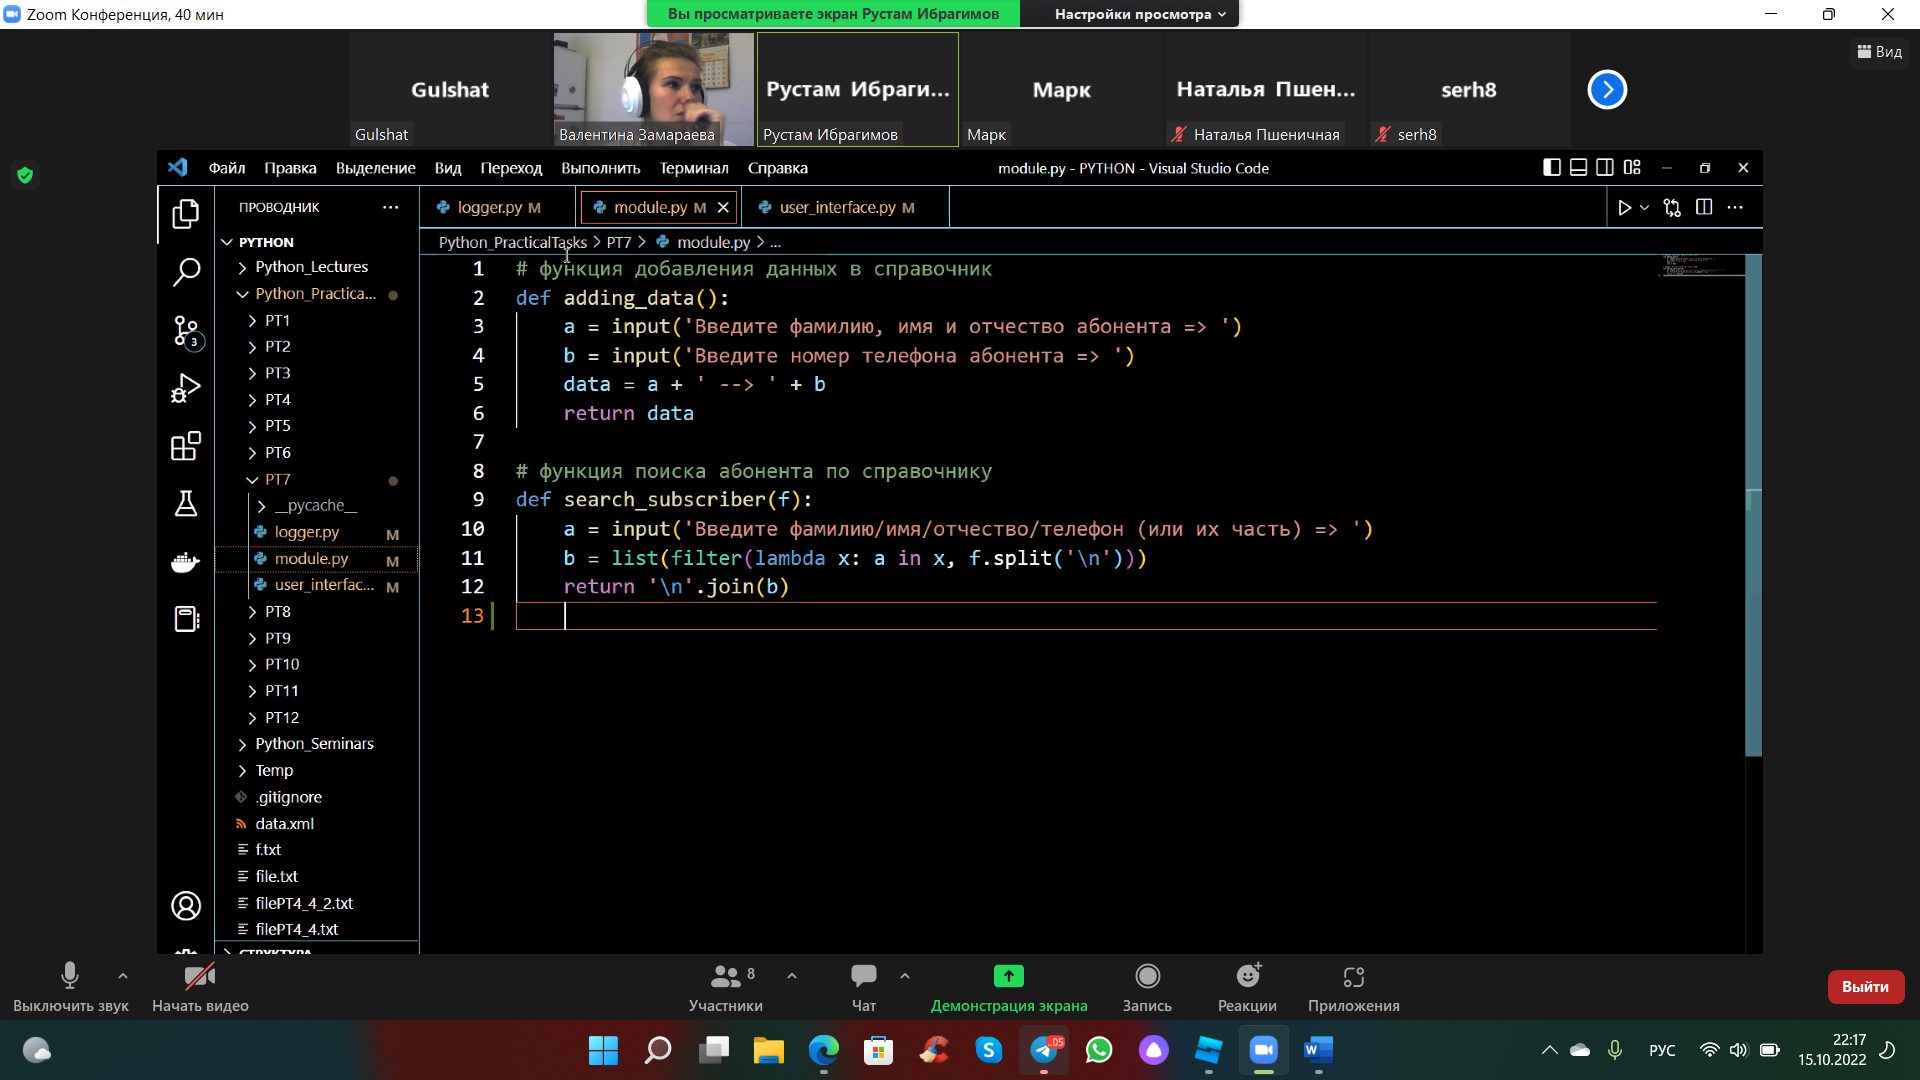 Zoom Конференция, 40 мин
Вы просматриваете экран Рустам Ибрагимов
Настройки просмотра
Вид
Gulshat
Рустам Ибраги...
Марк
Наталья Пшен...
serh8
Gulshat
Валентина Замараева
Рустам Ибрагимов
Марк
Наталья Пшеничная
serh8
Файл Правка Выделение Вид Переход Выполнить Терминал Справка
module.py - PYTHON - Visual Studio Code
ПРОВОДНИК
logger.py M
module.py M
user_interface.py M
Python_PracticalTasks > PT7 > module.py > ...
PYTHON
Python_Lectures
Python_Practica...
PT1
PT2
PT3
PT4
PT5
PT6
PT7
__pycache__
logger.py M
module.py M
user_interfac... M
PT8
PT9
PT10
PT11
PT12
Python_Seminars
Temp
.gitignore
data.xml
f.txt
file.txt
filePT4_4_2.txt
filePT4_4.txt
СТРУКТУРА
3
1 # функция добавления данных в справочник
2 def adding_data():
3 a = input('Введите фамилию, имя и отчество абонента => ')
4 b = input('Введите номер телефона абонента => ')
5 data = a + ' --> ' + b
6 return data
7
8 # функция поиска абонента по справочнику
9 def search_subscriber(f):
10 a = input('Введите фамилию/имя/отчество/телефон (или их часть) => ')
11 b = list(filter(lambda x: a in x, f.split('\n')))
12 return '\n'.join(b)
13
Выключить звук
Начать видео
8
Участники
Чат
Демонстрация экрана
Запись
Реакции
Приложения
Выйти
.05
РУС
22:17
15.10.2022